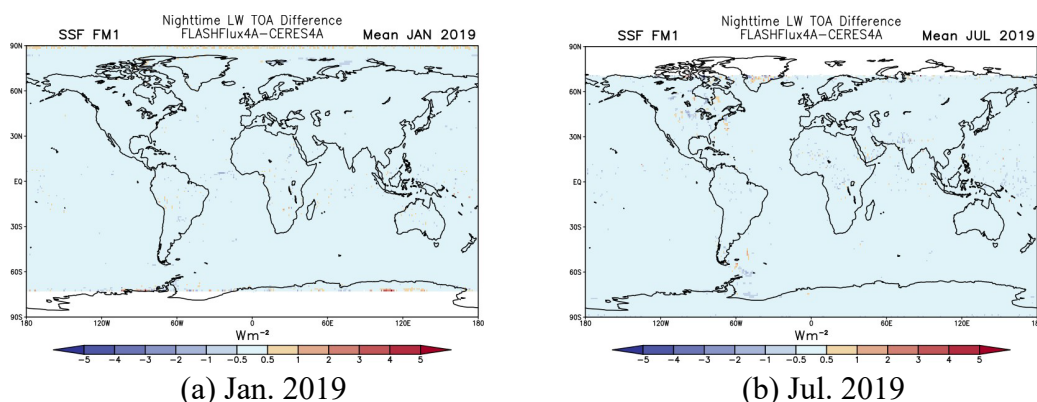 Nighttime LW TOA Difference
SSF FM1 FLASHFlux4A−CERES4A Mean JAN 2019
90N
60N
30N
EQ
30S
60S
90S
180 120W 60W 0 60E 120E 180
Wm−2
−5 −4 −3 −2 −1 −0.5 0.5 1 2 3 4 5
(a) Jan. 2019
Nighttime LW TOA Difference
SSF FM1 FLASHFlux4A−CERES4A Mean JUL 2019
90N
60N
30N
EQ
30S
60S
90S
180 120W 60W 0 60E 120E 180
Wm−2
−5 −4 −3 −2 −1 −0.5 0.5 1 2 3 4 5
(b) Jul. 2019